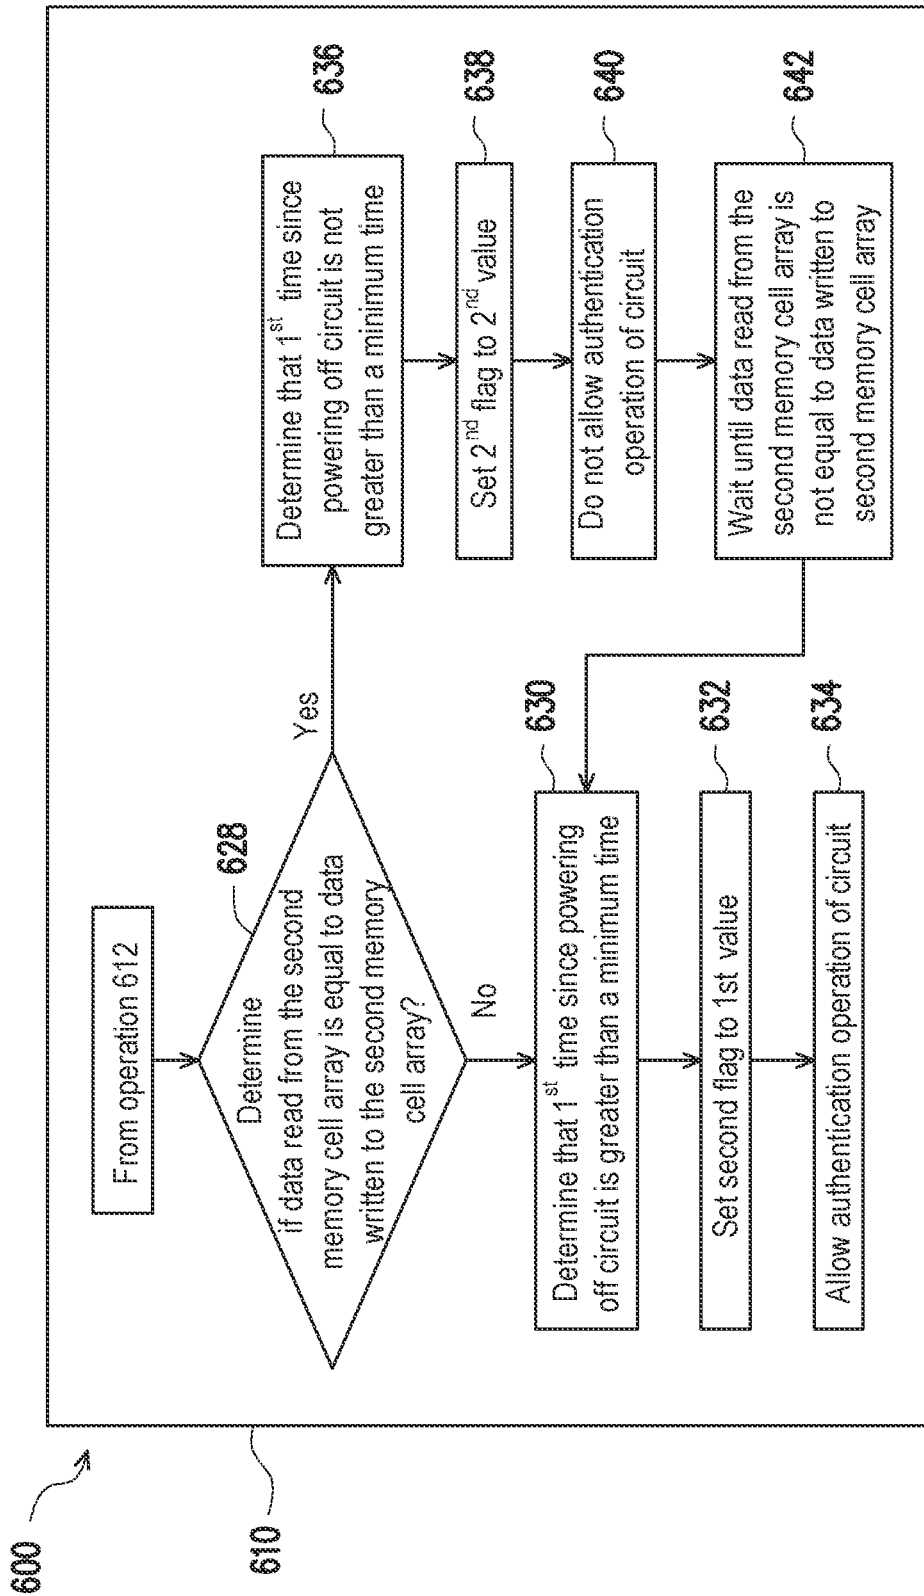 600
610
From operation 612
628
Determine
if data read from the second
memory cell array is equal to data
written to the second memory
cell array?
Yes
No
630
Determine that 1st time since powering
off circuit is greater than a minimum time
632
Set second flag to 1st value
634
Allow authentication operation of circuit
636
Determine that 1st time since
powering off circuit is not
greater than a minimum time
638
Set 2nd flag to 2nd value
640
Do not allow authentication
operation of circuit
642
Wait until data read from the
second memory cell array is
not equal to data written to
second memory cell array